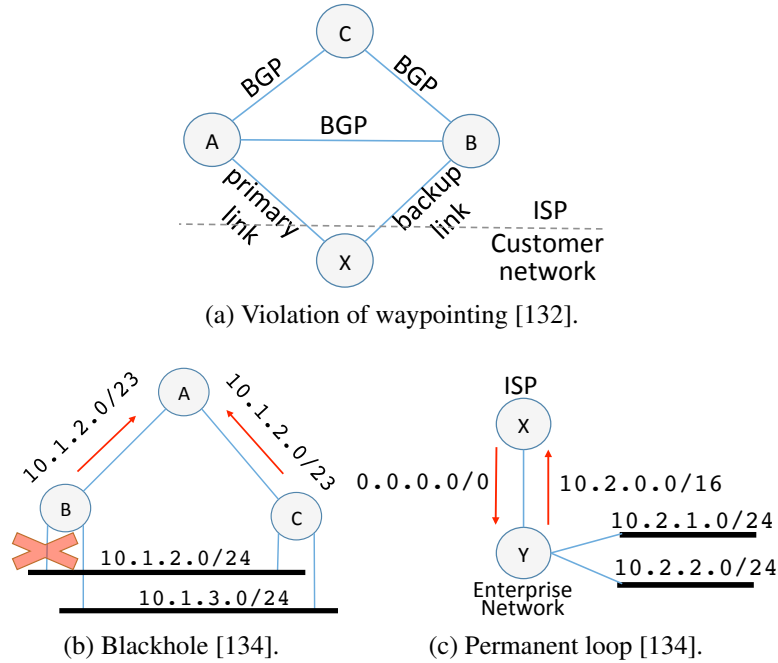 C
BGP
BGP
A
BGP
B
primary
link
backup
link
ISP
X
Customer
network
(a) Violation of waypointing [132].
10.1.2.0/23
A
10.1.2.0/23
B
C
10.1.2.0/24
10.1.3.0/24
(b) Blackhole [134].
ISP
X
0.0.0.0/0
10.2.0.0/16
10.2.1.0/24
Y
10.2.2.0/24
Enterprise
Network
(c) Permanent loop [134].